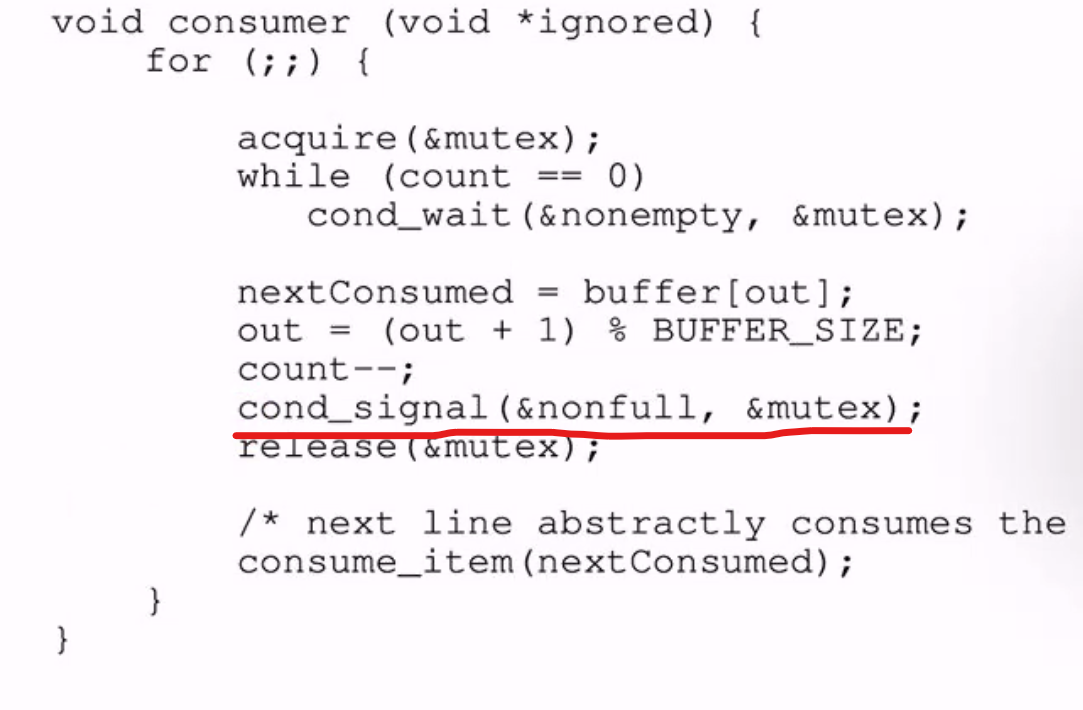 void consumer (void *ignored) {
for (;;) {
acquire(&mutex);
while (count == 0)
cond_wait(&nonempty, &mutex);
nextConsumed = buffer[out];
out = (out + 1) % BUFFER_SIZE;
count--;
cond_signal(&nonfull, &mutex);
release(&mutex);
/* next line abstractly consumes the
consume_item(nextConsumed);
}
}